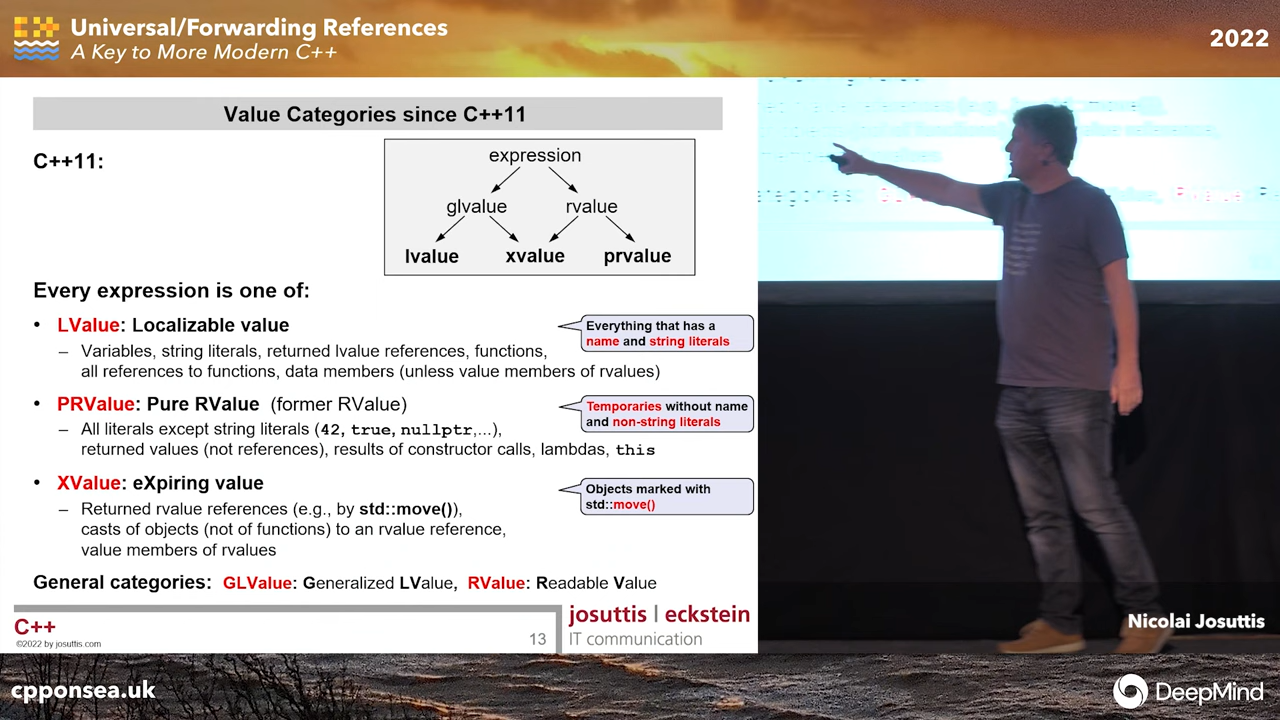 Universal/Forwarding References
A Key to More Modern C++
2022
Value Categories since C++11
C++11:
expression
glvalue rvalue
lvalue xvalue prvalue
Every expression is one of:
• LValue: Localizable value
– Variables, string literals, returned lvalue references, functions,
all references to functions, data members (unless value members of rvalues)
Everything that has a
name and string literals
• PRValue: Pure RValue (former RValue)
– All literals except string literals (42, true, nullptr,...),
returned values (not references), results of constructor calls, lambdas, this
Temporaries without name
and non-string literals
• XValue: eXpiring value
– Returned rvalue references (e.g., by std::move()),
casts of objects (not of functions) to an rvalue reference,
value members of rvalues
Objects marked with
std::move()
General categories: GLValue: Generalized LValue, RValue: Readable Value
C++
©2022 by josuttis.com
13
josuttis | eckstein
IT communication
Nicolai Josuttis
cpponsea.uk
DeepMind